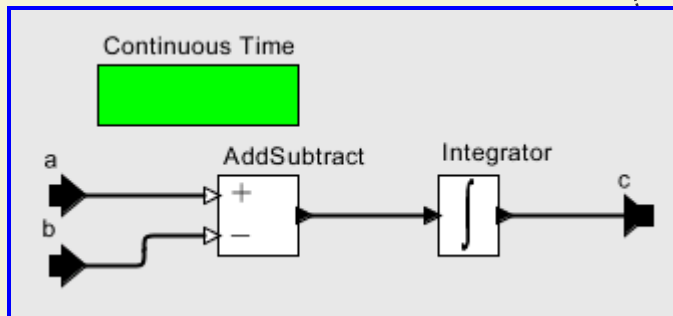 Continuous Time
a
AddSubtract
Integrator
c
+
b
−
∫